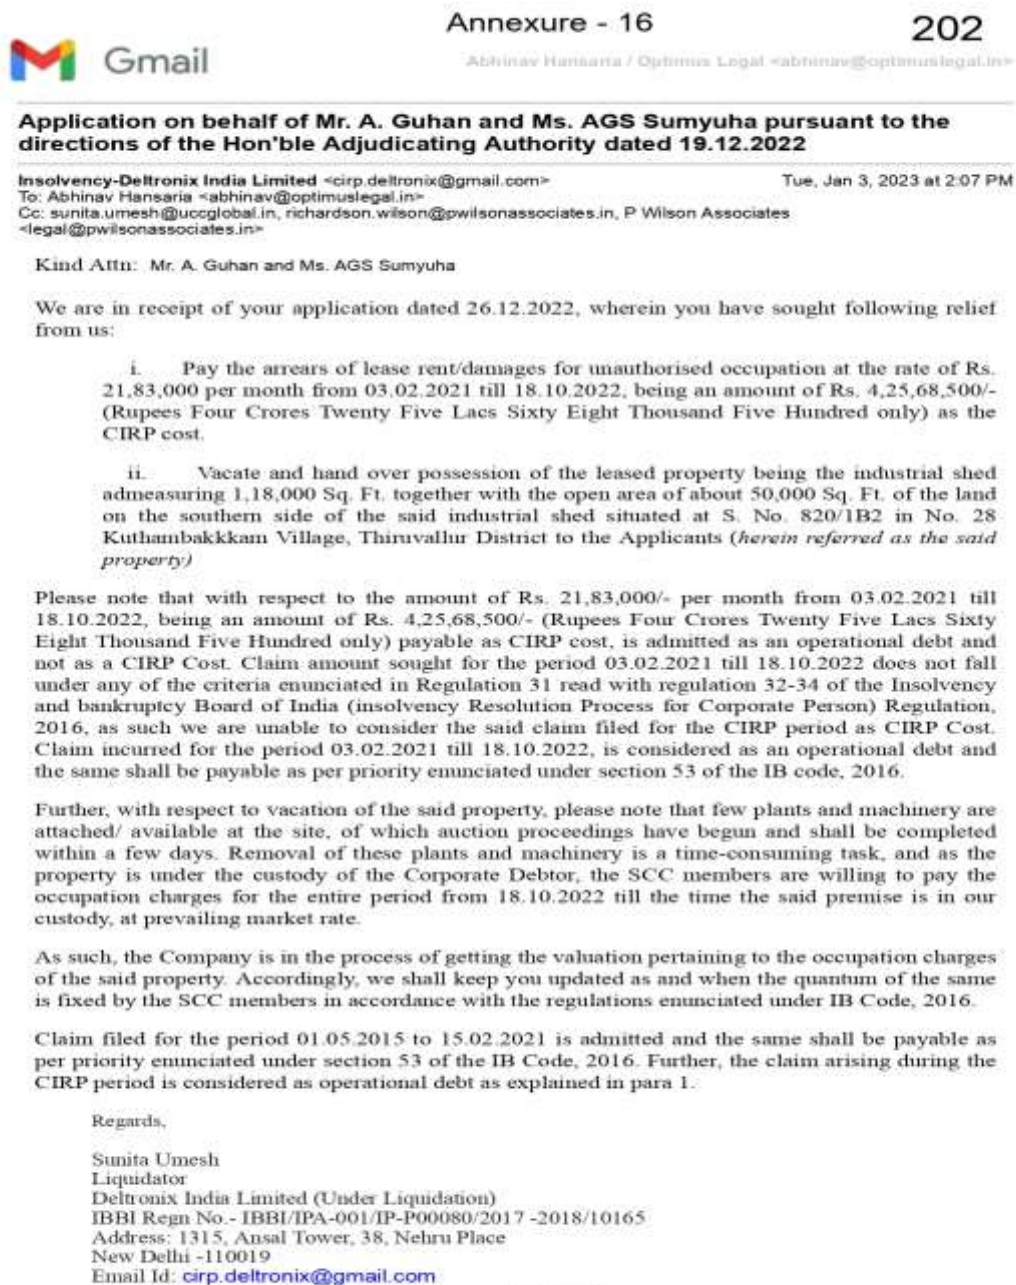 Annexure - 16
202
Gmail
Abhinav Hansaria / Optimus Legal <abhinav@optimuslegal.in>
Application on behalf of Mr. A. Guhan and Ms. AGS Sumyuha pursuant to the
directions of the Hon'ble Adjudicating Authority dated 19.12.2022
Insolvency-Deltronix India Limited <cirp.deltronix@gmail.com>
Tue, Jan 3, 2023 at 2:07 PM
To: Abhinav Hansaria <abhinav@optimuslegal.in>
Cc: sunita.umesh@uccglobal.in, richardson.wilson@pwilsonassociates.in, P Wilson Associates
<legal@pwilsonassociates.in>
Kind Attn: Mr. A. Guhan and Ms. AGS Sumyuha
We are in receipt of your application dated 26.12.2022, wherein you have sought following relief
from us:
i. Pay the arrears of lease rent/damages for unauthorised occupation at the rate of Rs.
21,83,000 per month from 03.02.2021 till 18.10.2022, being an amount of Rs. 4,25,68,500/-
(Rupees Four Crores Twenty Five Lacs Sixty Eight Thousand Five Hundred only) as the
CIRP cost.
ii. Vacate and hand over possession of the leased property being the industrial shed
admeasuring 1,18,000 Sq. Ft. together with the open area of about 50,000 Sq. Ft. of the land
on the southern side of the said industrial shed situated at S. No. 820/1B2 in No. 28
Kuthambakkkam Village, Thiruvallur District to the Applicants (herein referred as the said
property)
Please note that with respect to the amount of Rs. 21,83,000/- per month from 03.02.2021 till
18.10.2022, being an amount of Rs. 4,25,68,500/- (Rupees Four Crores Twenty Five Lacs Sixty
Eight Thousand Five Hundred only) payable as CIRP cost, is admitted as an operational debt and
not as a CIRP Cost. Claim amount sought for the period 03.02.2021 till 18.10.2022 does not fall
under any of the criteria enunciated in Regulation 31 read with regulation 32-34 of the Insolvency
and bankruptcy Board of India (insolvency Resolution Process for Corporate Person) Regulation,
2016, as such we are unable to consider the said claim filed for the CIRP period as CIRP Cost.
Claim incurred for the period 03.02.2021 till 18.10.2022, is considered as an operational debt and
the same shall be payable as per priority enunciated under section 53 of the IB code, 2016.
Further, with respect to vacation of the said property, please note that few plants and machinery are
attached/ available at the site, of which auction proceedings have begun and shall be completed
within a few days. Removal of these plants and machinery is a time-consuming task, and as the
property is under the custody of the Corporate Debtor, the SCC members are willing to pay the
occupation charges for the entire period from 18.10.2022 till the time the said premise is in our
custody, at prevailing market rate.
As such, the Company is in the process of getting the valuation pertaining to the occupation charges
of the said property. Accordingly, we shall keep you updated as and when the quantum of the same
is fixed by the SCC members in accordance with the regulations enunciated under IB Code, 2016.
Claim filed for the period 01.05.2015 to 15.02.2021 is admitted and the same shall be payable as
per priority enunciated under section 53 of the IB Code, 2016. Further, the claim arising during the
CIRP period is considered as operational debt as explained in para 1.
Regards,
Sunita Umesh
Liquidator
Deltronix India Limited (Under Liquidation)
IBBI Regn No.- IBBI/IPA-001/IP-P00080/2017 -2018/10165
Address: 1315, Ansal Tower, 38, Nehru Place
New Delhi -110019
Email Id: cirp.deltronix@gmail.com